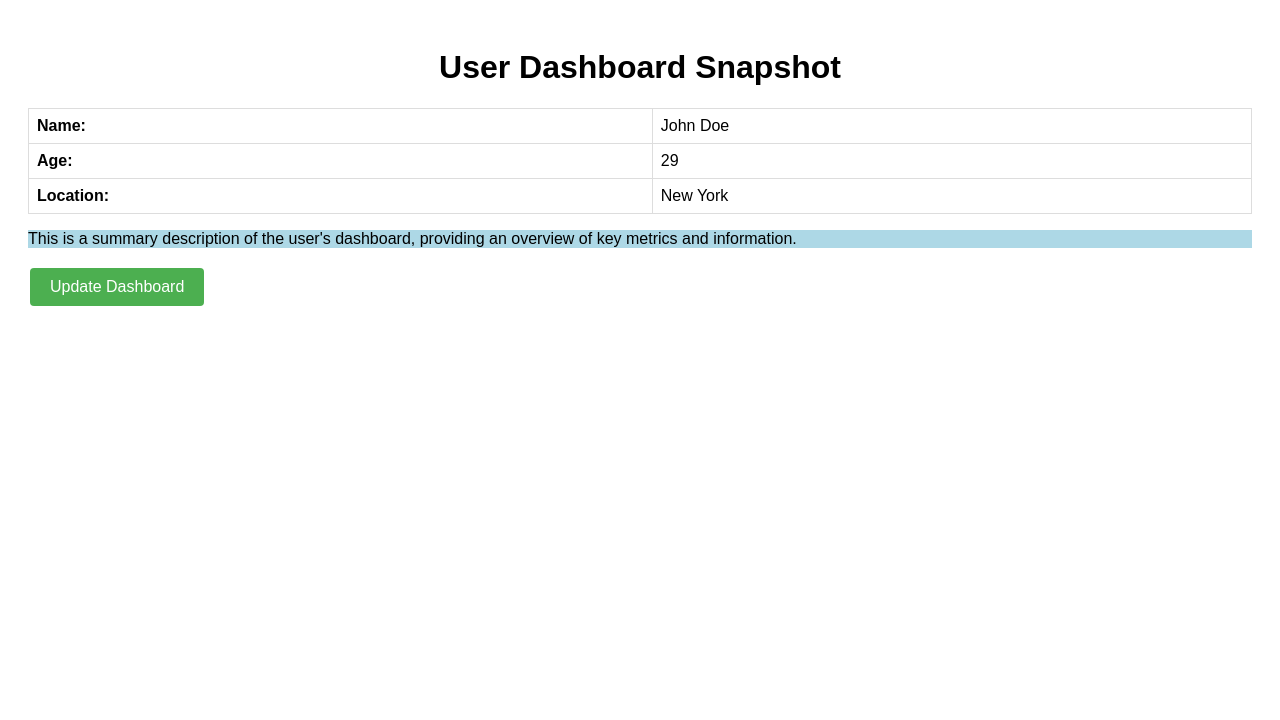 User Dashboard Snapshot
Name: John Doe
Age: 29
Location: New York
This is a summary description of the user's dashboard, providing an overview of key metrics and information.
Update Dashboard